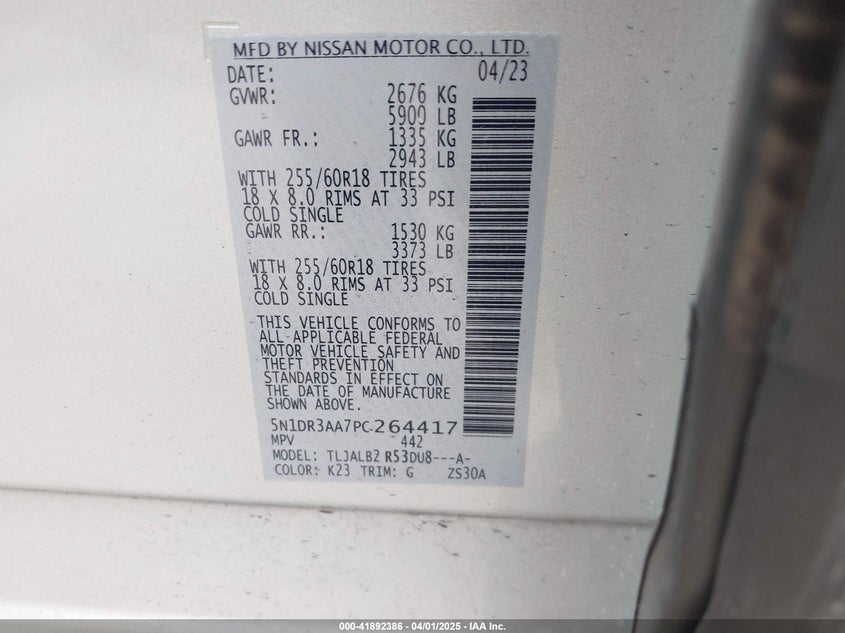 MFD BY NISSAN MOTOR CO., LTD.
DATE: 04/23
GVWR: 2676 KG
5900 LB
GAWR FR.: 1335 KG
2943 LB
WITH 255/60R18 TIRES
18 X 8.0 RIMS AT 33 PSI
COLD SINGLE
GAWR RR.: 1530 KG
3373 LB
WITH 255/60R18 TIRES
18 X 8.0 RIMS AT 33 PSI
COLD SINGLE
THIS VEHICLE CONFORMS TO
ALL APPLICABLE FEDERAL
MOTOR VEHICLE SAFETY AND
THEFT PREVENTION
STANDARDS IN EFFECT ON
THE DATE OF MANUFACTURE
SHOWN ABOVE.
5N1DR3AA7PC-264417
MPV 442
MODEL: TLJALB2 R53DU8---A-
COLOR: K23 TRIM: G ZS30A
000-41892386 - 04/01/2025 - IAA Inc.